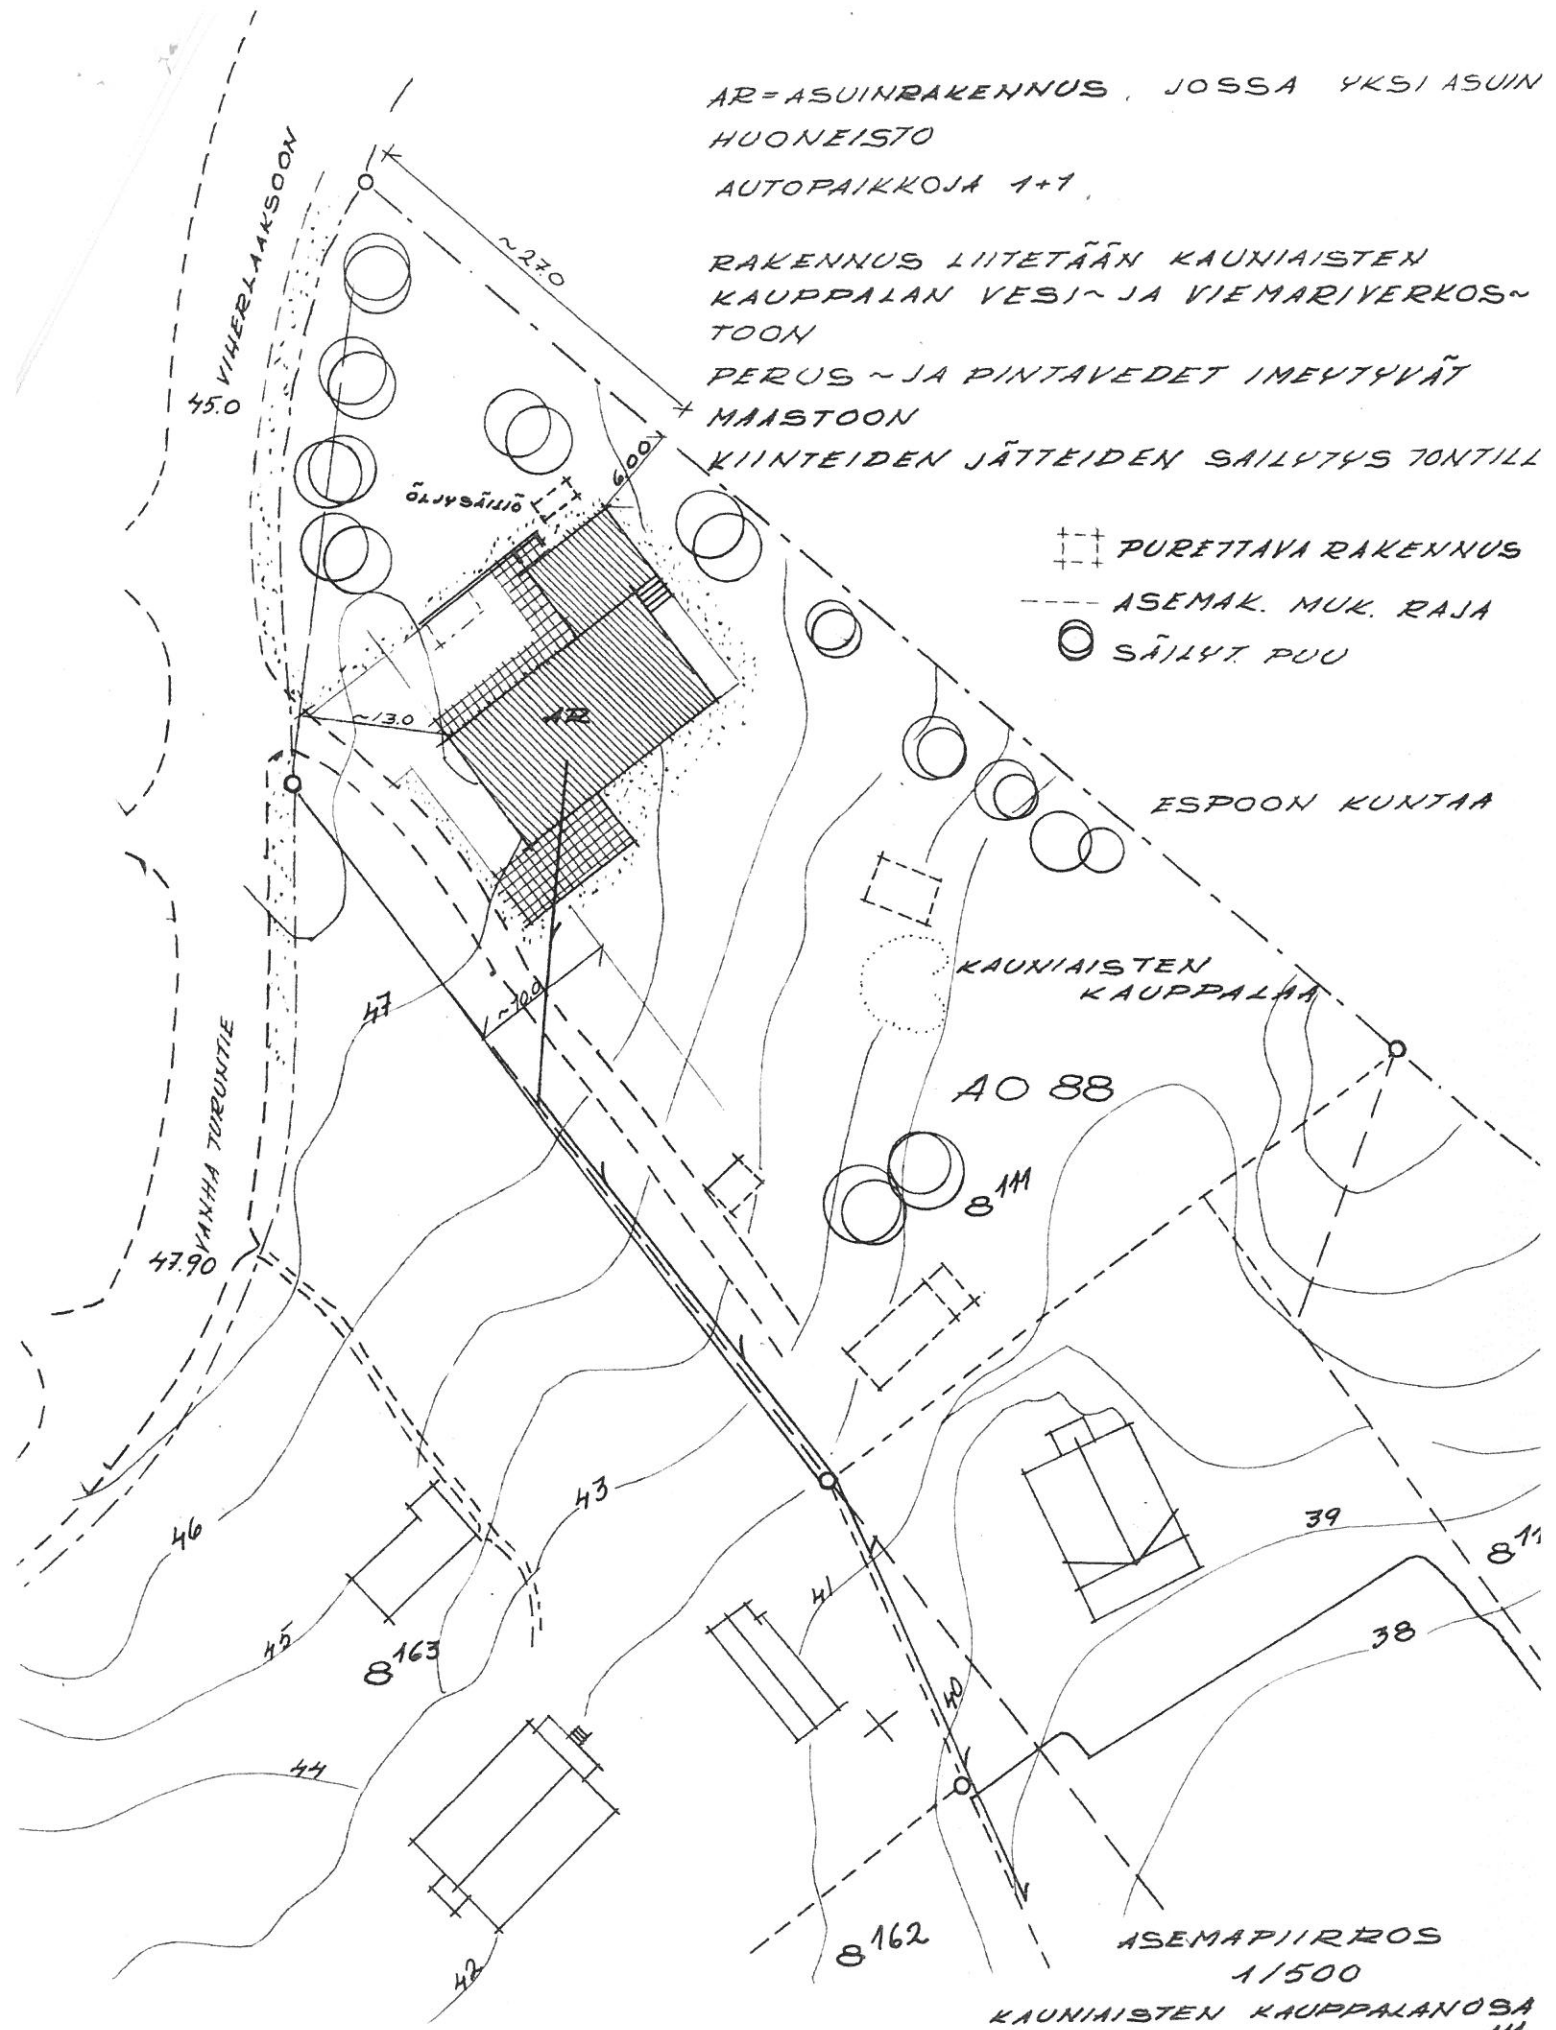 AR=ASUINRAKENNUS, JOSSA YKSI ASUIN
HUONEISTO
AUTOPAIKKOJA 1+1,
RAKENNUS LIITETÄÄN KAUNIAISTEN
KAUPPALAN VESI~ JA VIEMARIVERKOS~
TOON
PERUS~JA PINTAVEDET IMEYTYVÄT
MAASTOON
KIINTEIDEN JÄTTEIDEN SÄILYTYS TONTILL
PURETTAVA RAKENNUS
ASEMAK. MUK. RAJA
SÄILYT. PUU
VIHERLAAKSOON
45.0
~27.0
6.00
ÖLJYSÄILIÖ
~13.0
AR
ESPOON KUNTAA
KAUNIAISTEN
KAUPPALAA
~10.0
47
AO 88
8 111
VANHA TURUNTIE
47.90
43
46
39
8 11
41
45
8 163
38
40
44
8 162
42
ASEMAPIIRROS
1/500
KAUNIAISTEN KAUPPALANOSA